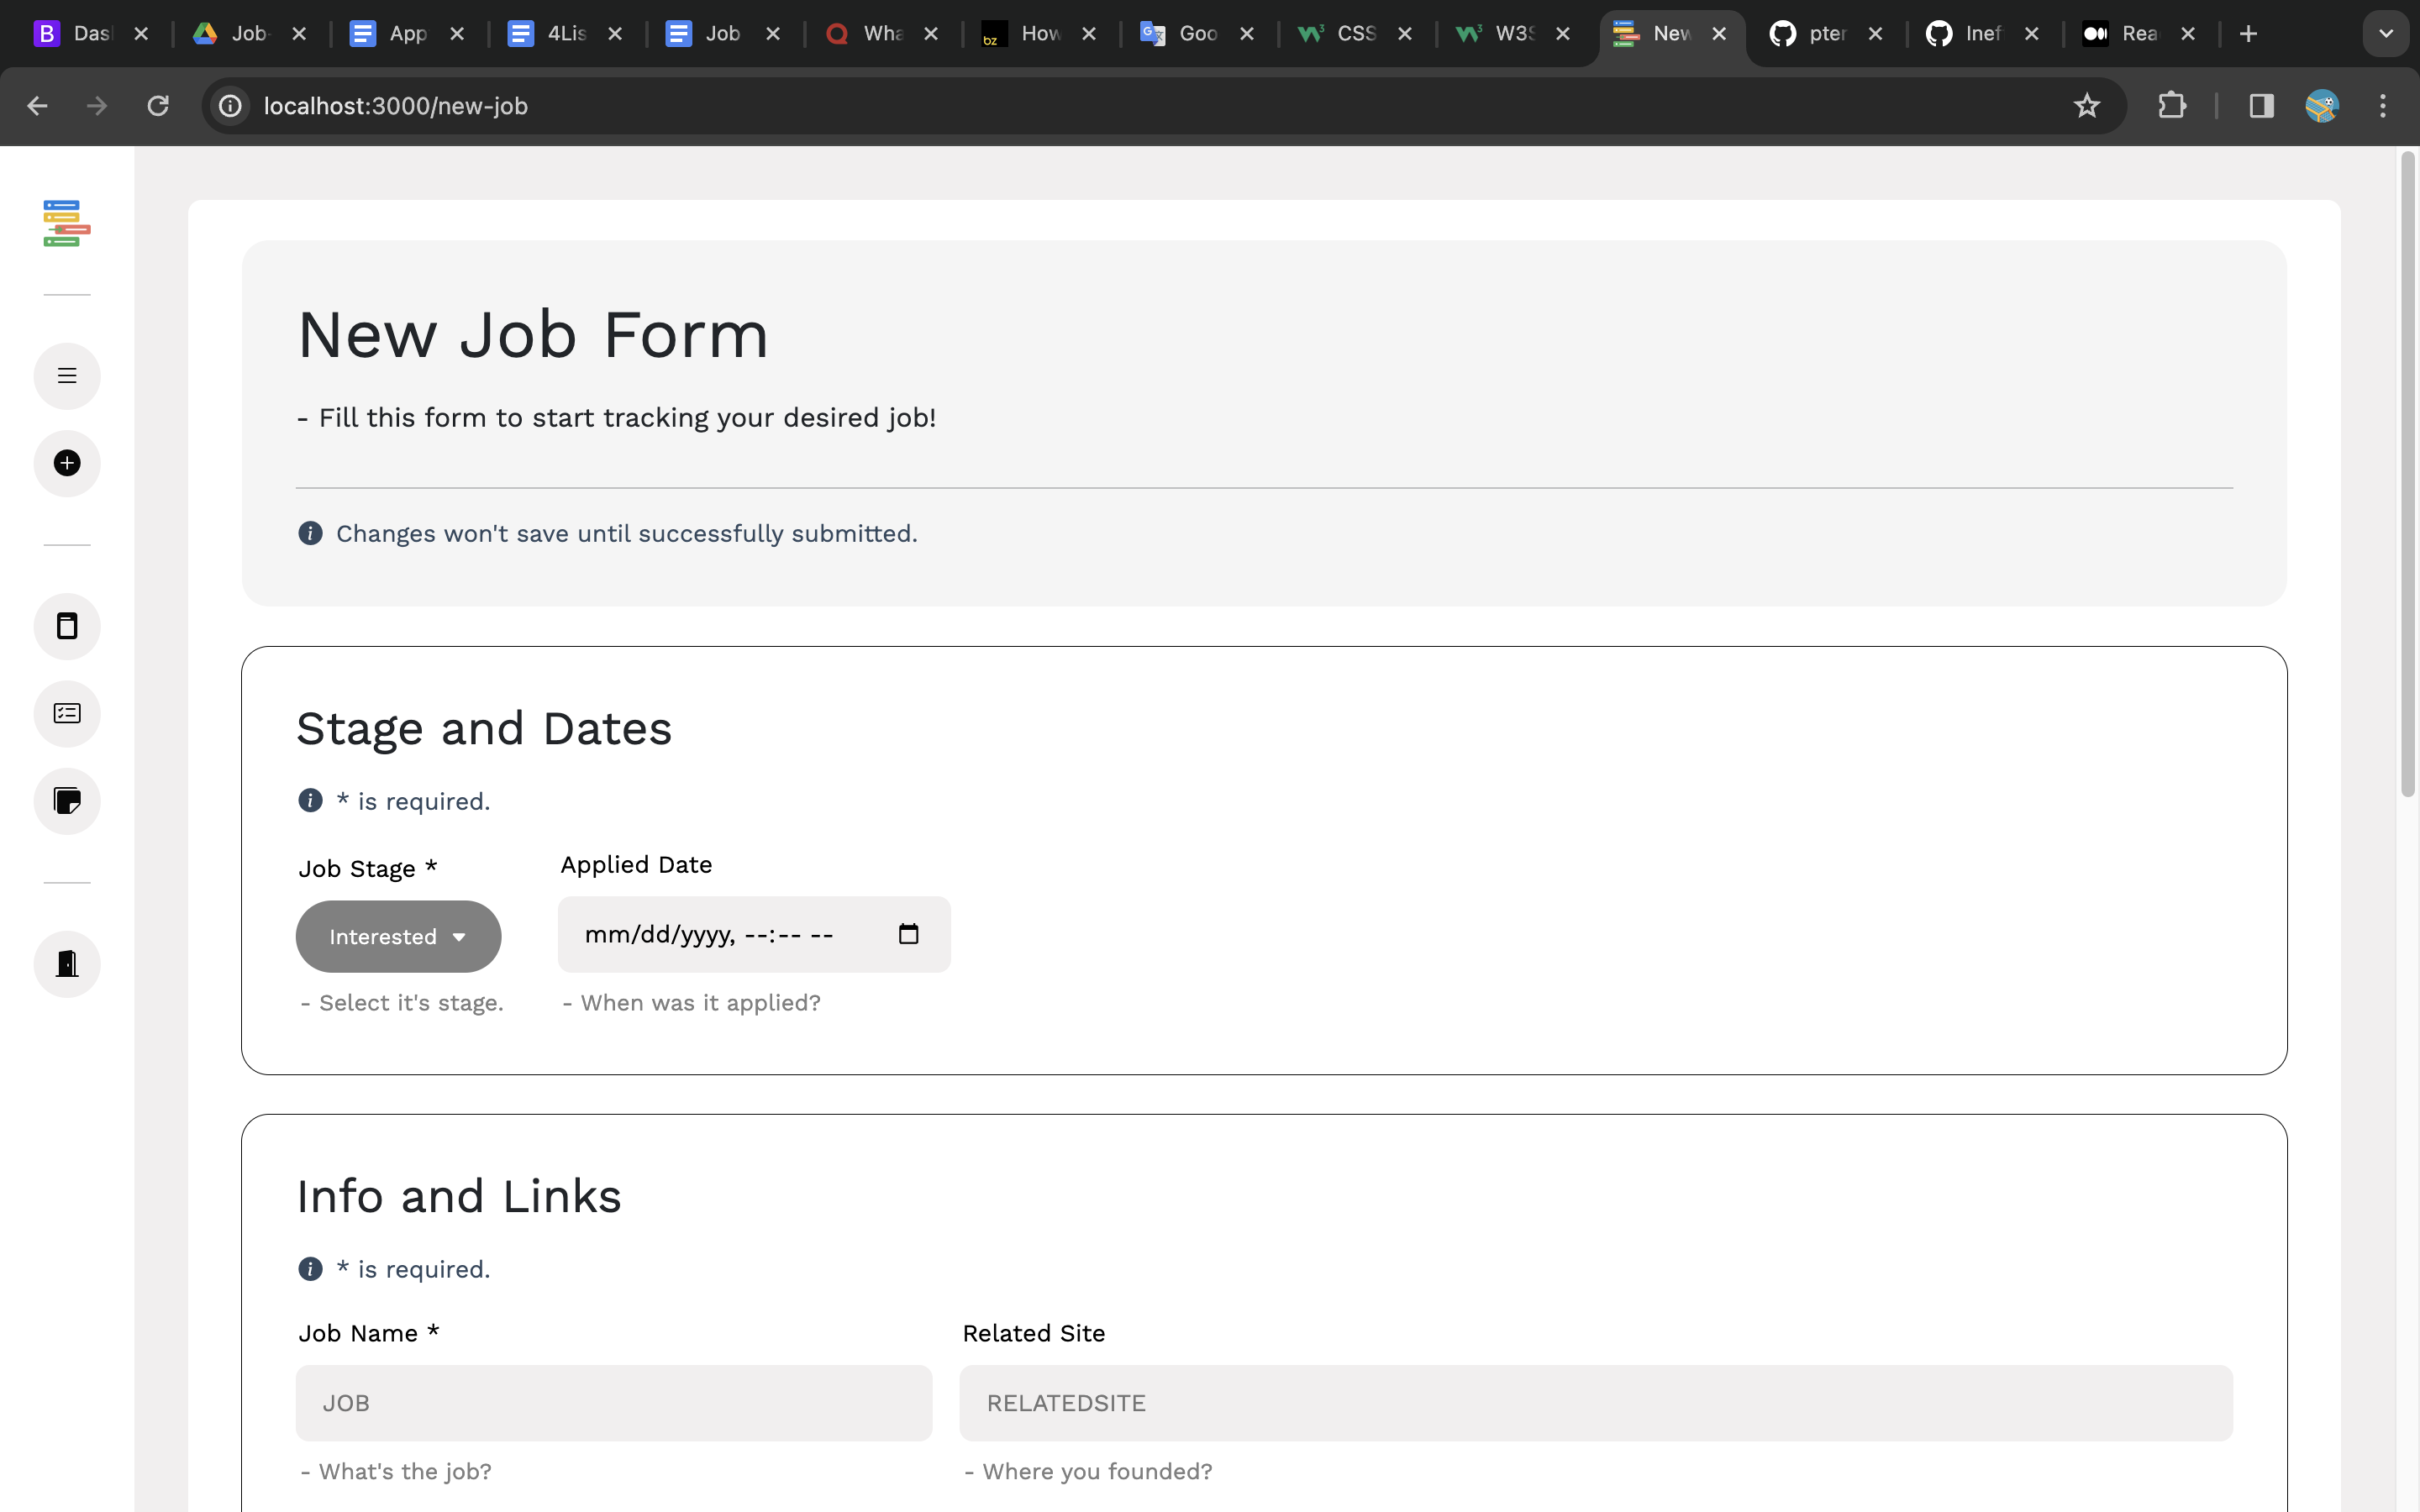 B Das
Job-
App
4Lis
Job
Wha
bz How
Goo
CSS
W3S
New
pter
Inef
Rea
localhost:3000/new-job
New Job Form
- Fill this form to start tracking your desired job!
Changes won't save until successfully submitted.
Stage and Dates
* is required.
Job Stage *
Applied Date
Interested
mm/dd/yyyy, --:-- --
- Select it's stage.
- When was it applied?
Info and Links
* is required.
Job Name *
Related Site
JOB
RELATEDSITE
- What's the job?
- Where you founded?